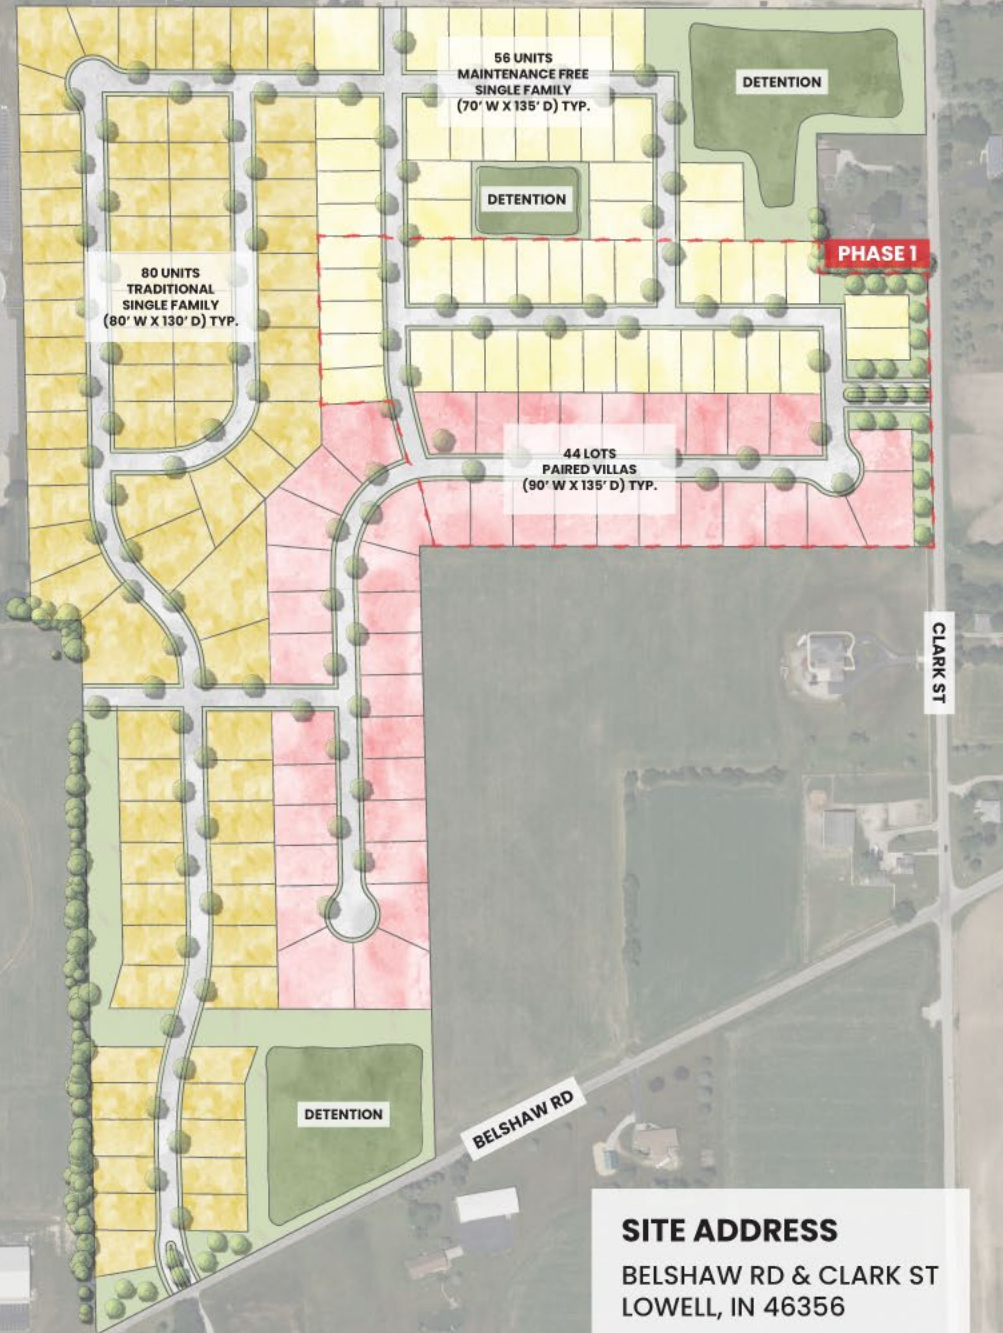 56 UNITS
MAINTENANCE FREE
SINGLE FAMILY
(70' W X 135' D) TYP.
DETENTION
DETENTION
PHASE 1
80 UNITS
TRADITIONAL
SINGLE FAMILY
(80' W X 130' D) TYP.
44 LOTS
PAIRED VILLAS
(90' W X 135' D) TYP.
CLARK ST
DETENTION
BELSHAW RD
SITE ADDRESS
BELSHAW RD & CLARK ST
LOWELL, IN 46356